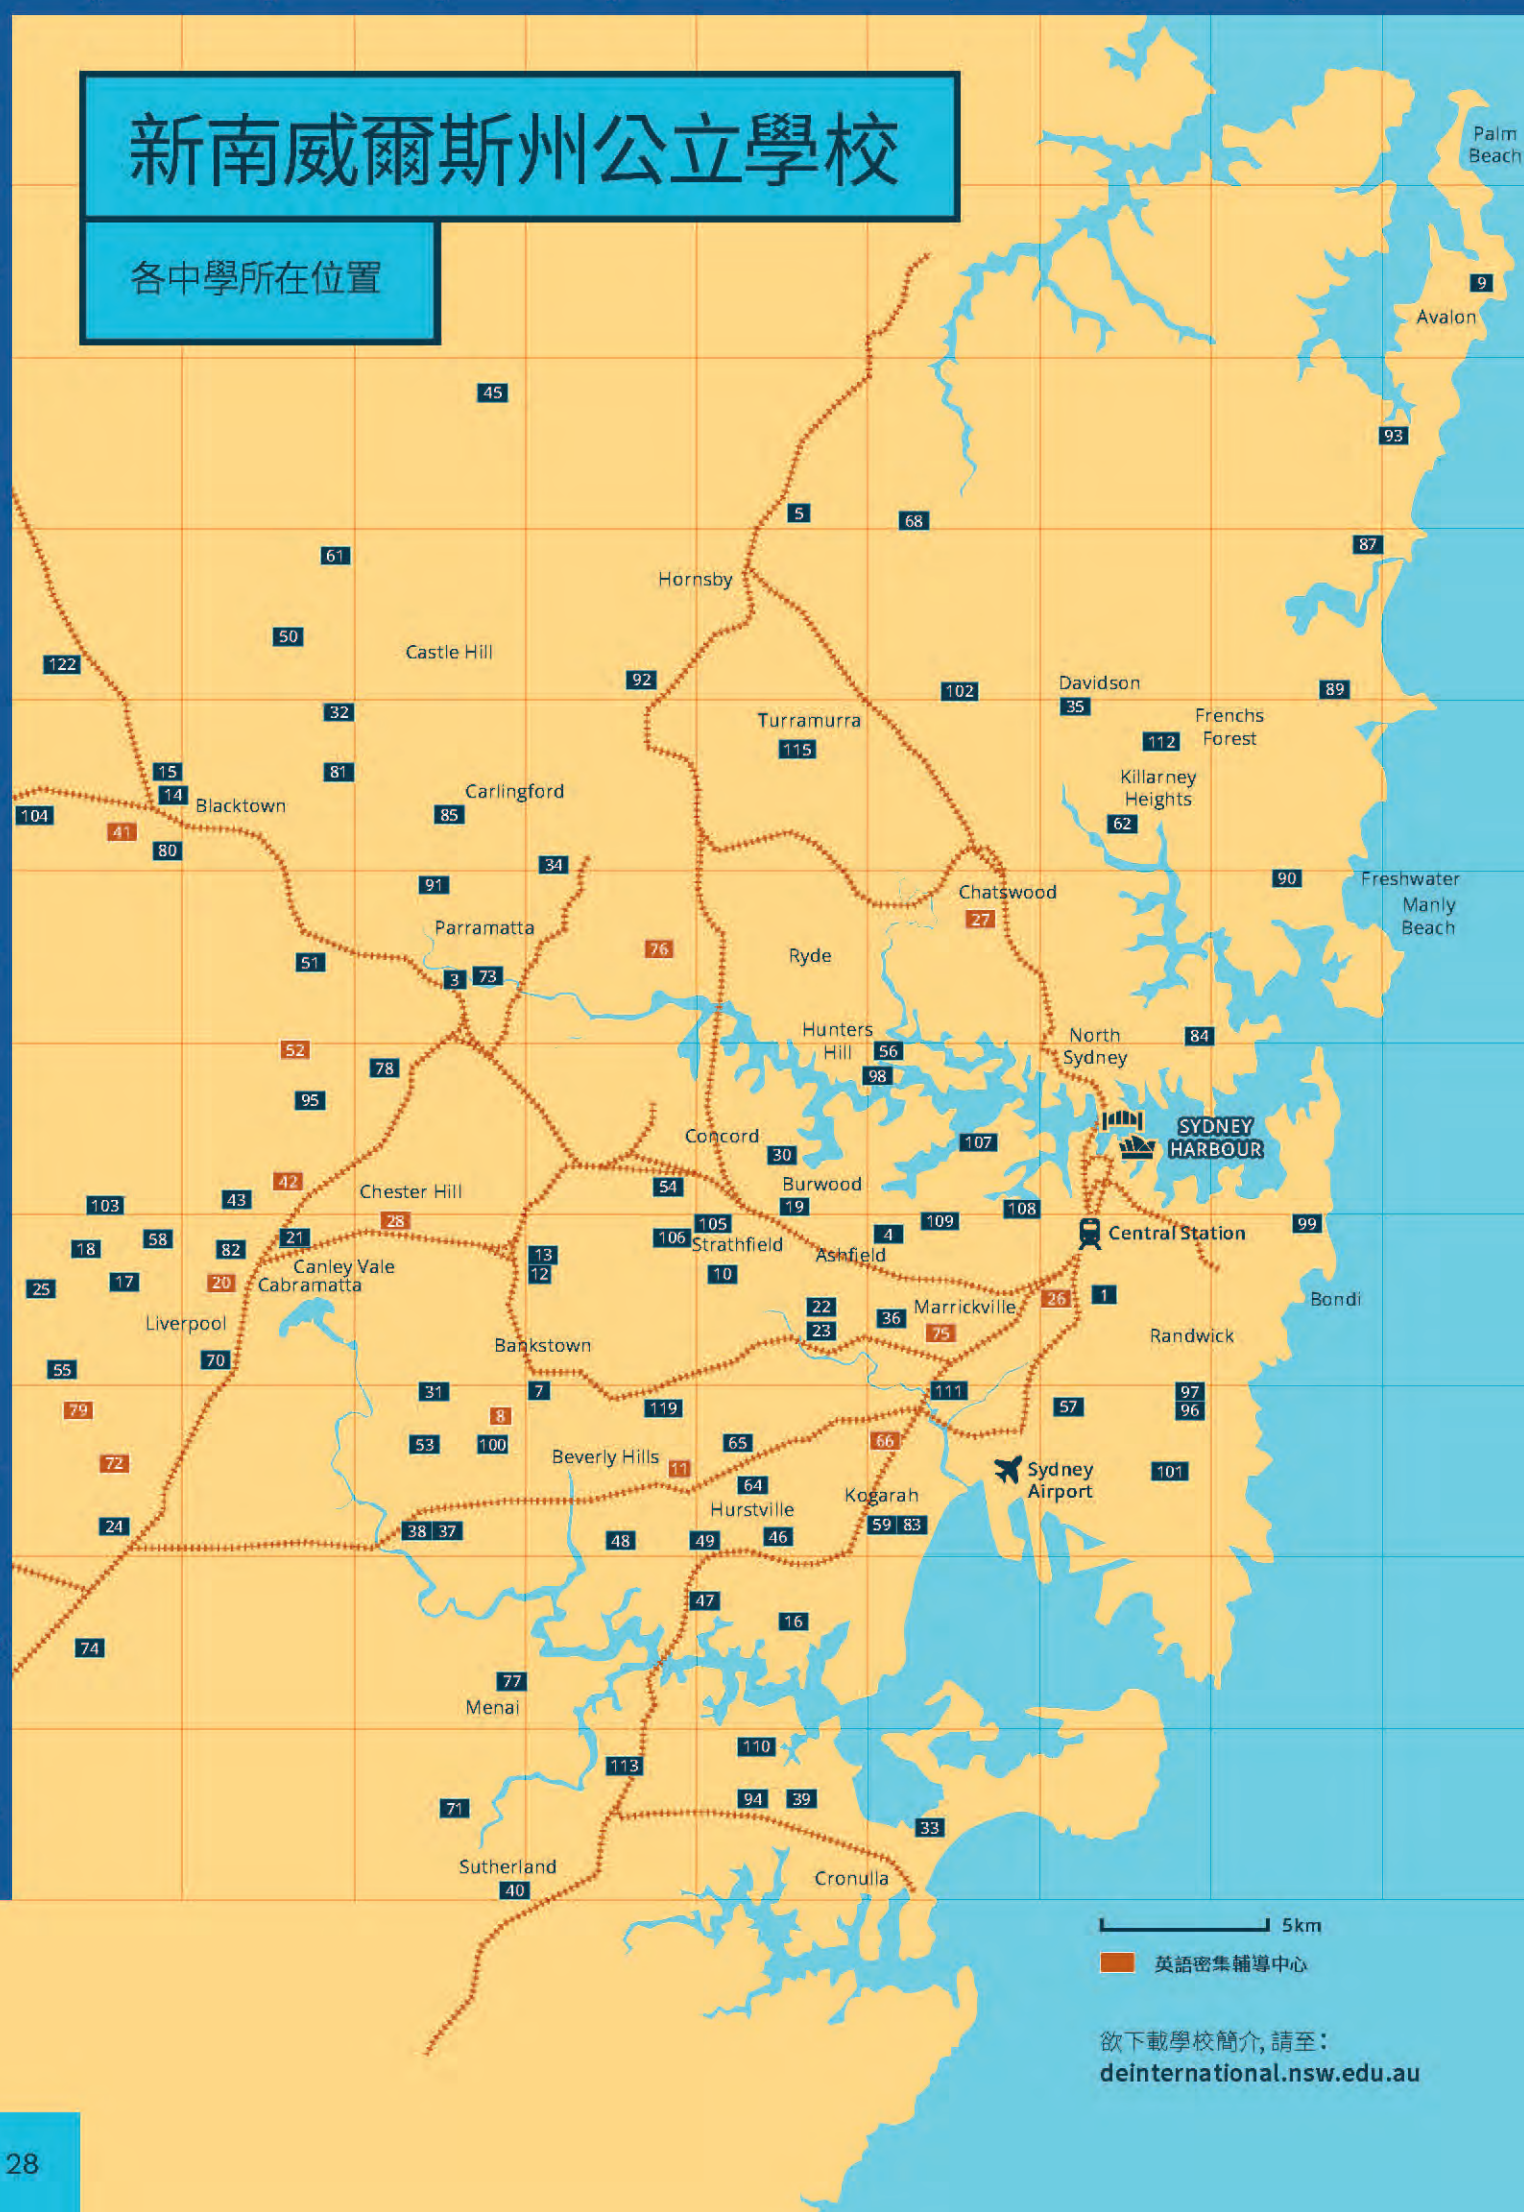 新南威爾斯州公立學校
各中學所在位置
Palm
Beach
9
Avalon
45
93
5
68
87
61
Hornsby
50
Castle Hill
122
92
102
Davidson
35
89
32
Turramurra
115
Frenchs
Forest
112
15
81
Killarney
Heights
14
Blacktown
Carlingford
85
104
41
62
80
34
91
Chatswood
27
90
Freshwater
Manly
Beach
Parramatta
76
Ryde
51
3
73
Hunters
Hill
56
98
North
Sydney
84
52
78
95
Concord
30
107
SYDNEY
HARBOUR
42
Chester Hill
54
Burwood
19
103
43
28
105
106
Strathfield
4
109
108
99
Central Station
18
58
82
21
Ashfield
13
12
10
Canley Vale
Cabramatta
25
17
20
22
23
36
Marrickville
75
26
1
Bondi
Liverpool
Randwick
55
70
Bankstown
31
7
111
97
96
79
8
119
57
53
100
65
66
72
Beverly Hills
11
Sydney
Airport
101
64
Hurstville
Kogarah
24
38
37
48
49
46
59
83
47
16
74
77
Menai
110
113
94
39
71
33
Sutherland
40
Cronulla
5km
英語密集輔導中心
欲下載學校簡介, 請至：
deinternational.nsw.edu.au
28